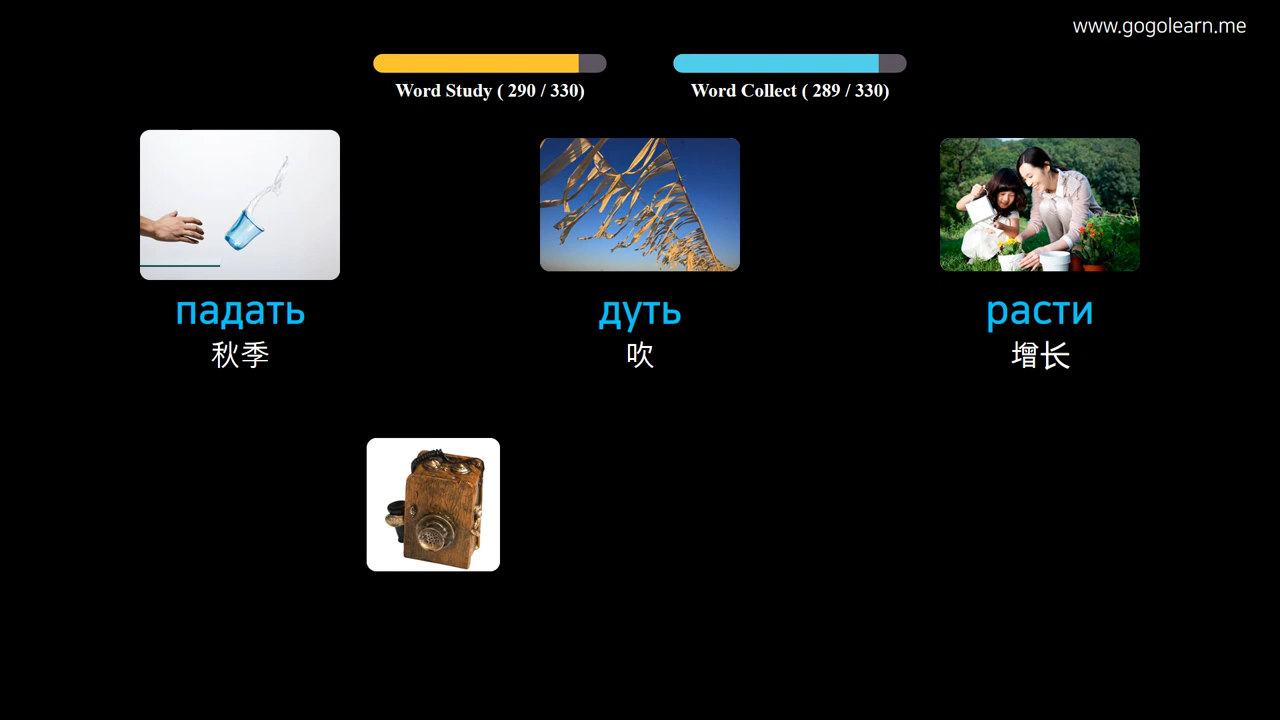 www.gogolearn.me
Word Study ( 290 / 330)
Word Collect ( 289 / 330)
падать
дуть
расти
秋季
吹
增长